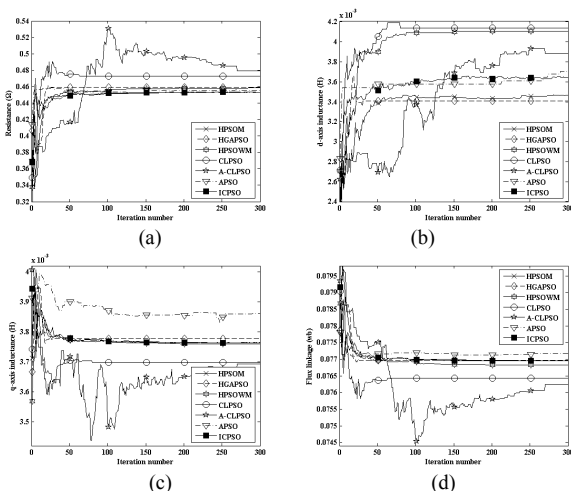 0.54
0.52
0.5
0.48
0.46
0.44
0.42
0.4
0.38
0.36
0.34
0.32
Resistance (Ω)
0 50 100 150 200 250 300
Iteration number
HPSOM
HGAPSO
HPSOWM
CLPSO
A-CLPSO
APSO
ICPSO
(a)
x 10⁻³
4.2
4
3.8
3.6
3.4
3.2
3
2.8
2.6
2.4
d-axis inductance (H)
0 50 100 150 200 250 300
Iteration number
HPSOM
HGAPSO
HPSOWM
CLPSO
A-CLPSO
APSO
ICPSO
(b)
x 10⁻³
4
3.9
3.8
3.7
3.6
3.5
q-axis inductance (H)
0 50 100 150 200 250 300
Iteration number
HPSOM
HGAPSO
HPSOWM
CLPSO
A-CLPSO
APSO
ICPSO
(c)
0.0795
0.079
0.0785
0.078
0.0775
0.077
0.0765
0.076
0.0755
0.075
0.0745
Flux linkage (wb)
0 50 100 150 200 250 300
Iteration number
HPSOM
HGAPSO
HPSOWM
CLPSO
A-CLPSO
APSO
ICPSO
(d)